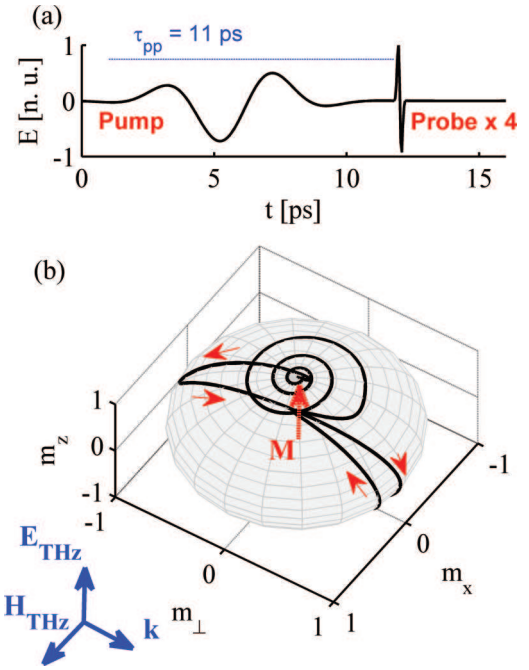 (a)
τpp = 11 ps
E [n. u.]
1
0
-1
Pump
Probe x 4
0
5
10
15
t [ps]
(b)
M
mz
1
0
-1
-1
0
1
m⊥
-1
0
1
mx
ETHz
HTHz
k